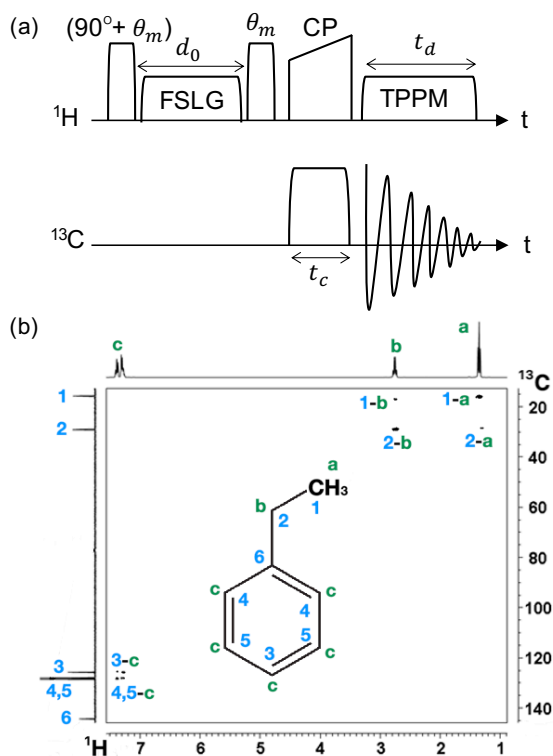 (a) (90°+ θm) θm CP
d0 td
FSLG TPPM
¹H t
¹³C t
tc
(b)
c b a ¹³C
1 1-b 1-a 20
2 2-b 2-a
40
a
CH₃
b 1
2 60
6 80
c c
4 4
100
5 3 5
c c
3 3-c c 120
4,5 4,5-c
6 140
¹H 7 6 5 4 3 2 1